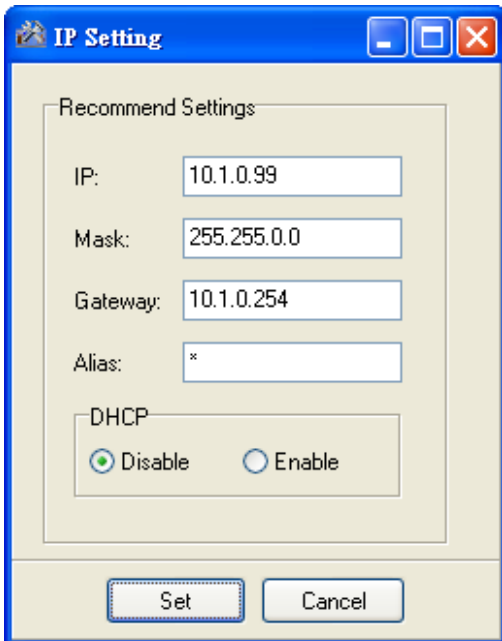 IP Setting
Recommend Settings
IP: 10.1.0.99
Mask: 255.255.0.0
Gateway: 10.1.0.254
Alias: *
DHCP
Disable Enable
Set Cancel